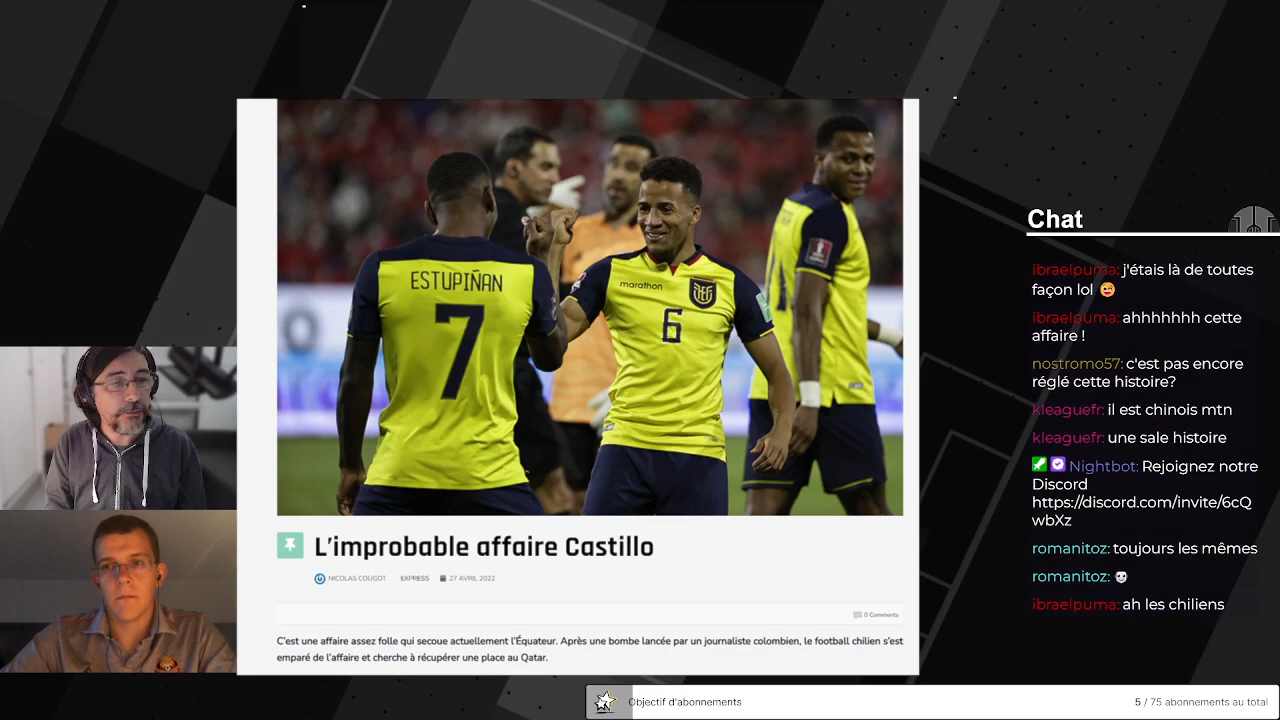 ESTUPIÑAN
7
marathon
6
L'improbable affaire Castillo
NICOLAS COUGOT EXPRESS 27 AVRIL 2022
0 Comments
C'est une affaire assez folle qui secoue actuellement l'Équateur. Après une bombe lancée par un journaliste colombien, le football chilien s'est
emparé de l'affaire et cherche à récupérer une place au Qatar.
Chat
ibraelpuma: j'étais là de toutes
façon lol 😜
ibraelpuma: ahhhhhhh cette
affaire !
nostromo57: c'est pas encore
réglé cette histoire?
kleaguefr: il est chinois mtn
kleaguefr: une sale histoire
Nightbot: Rejoignez notre
Discord
https://discord.com/invite/6cQ
wbXz
romanitoz: toujours les mêmes
romanitoz:
ibraelpuma: ah les chiliens
Objectif d'abonnements 5 / 75 abonnements au total